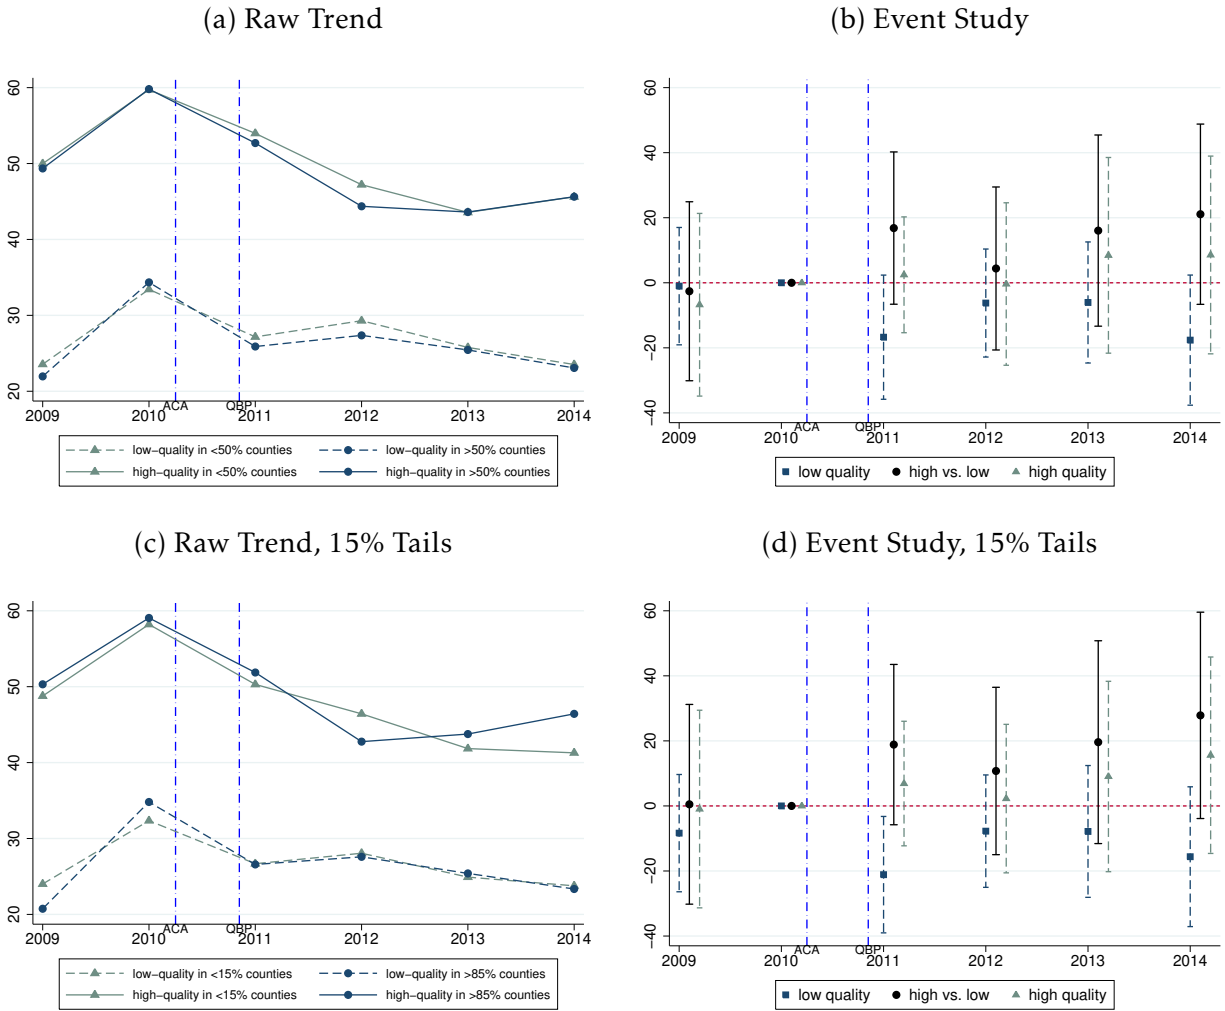 (a) Raw Trend
60
50
40
30
20
2009 2010 ACA QBP 2011 2012 2013 2014
low-quality in <50% counties low-quality in >50% counties
high-quality in <50% counties high-quality in >50% counties
(b) Event Study
60
40
20
0
−20
−40
2009 2010 ACA QBP 2011 2012 2013 2014
low quality high vs. low high quality
(c) Raw Trend, 15% Tails
60
50
40
30
20
2009 2010 ACA QBP 2011 2012 2013 2014
low-quality in <15% counties low-quality in >85% counties
high-quality in <15% counties high-quality in >85% counties
(d) Event Study, 15% Tails
60
40
20
0
−20
−40
2009 2010 ACA QBP 2011 2012 2013 2014
low quality high vs. low high quality